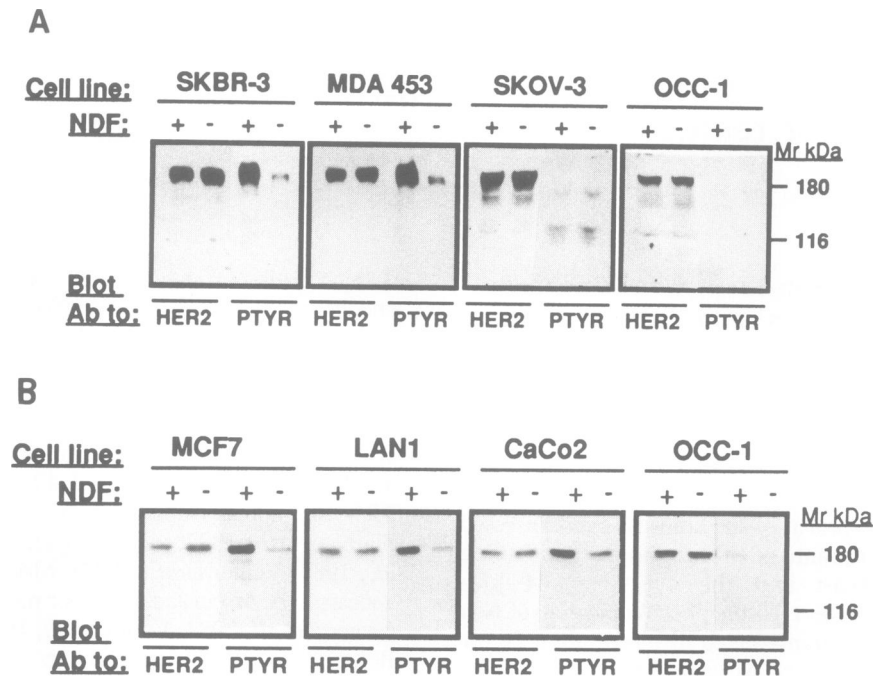 A
Cell line: SKBR-3 MDA 453 SKOV-3 OCC-1
NDF: + - + - + - + - + - + - + - + -
Mr kDa
180
116
Blot
Ab to: HER2 PTYR HER2 PTYR HER2 PTYR HER2 PTYR
B
Cell line: MCF7 LAN1 CaCo2 OCC-1
NDF: + - + - + - + - + - + - + - + -
Mr kDa
180
116
Blot
Ab to: HER2 PTYR HER2 PTYR HER2 PTYR HER2 PTYR